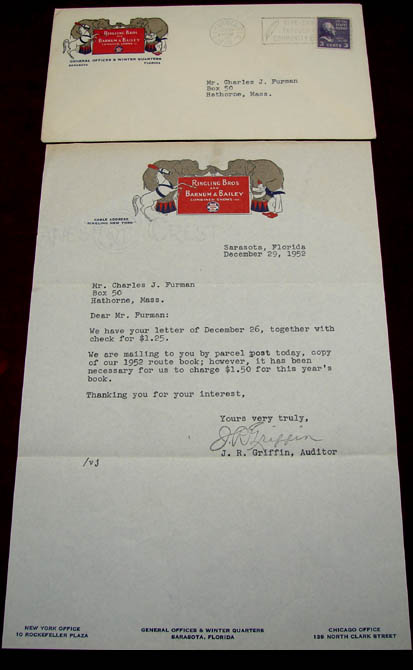 RINGLING BROS
AND
BARNUM & BAILEY
COMBINED SHOWS INC
GENERAL OFFICES & WINTER QUARTERS
SARASOTA, FLORIDA
3 CENTS 3
Mr. Charles J. Furman
Box 50
Hathorne, Mass.
RINGLING BROS
AND
BARNUM & BAILEY
COMBINED SHOWS INC
CABLE ADDRESS
"RINGLING NEW YORK"
Sarasota, Florida
December 29, 1952
Mr. Charles J. Furman
Box 50
Hathorne, Mass.
Dear Mr. Furman:
We have your letter of December 26, together with
check for $1.25.
We are mailing to you by parcel post today, copy
of our 1952 route book; however, it has been
necessary for us to charge $1.50 for this year's
book.
Thanking you for your interest,
Yours very truly,
J. R. Griffin
J. R. Griffin, Auditor
/vj
NEW YORK OFFICE
10 ROCKEFELLER PLAZA
GENERAL OFFICES & WINTER QUARTERS
SARASOTA, FLORIDA
CHICAGO OFFICE
139 NORTH CLARK STREET